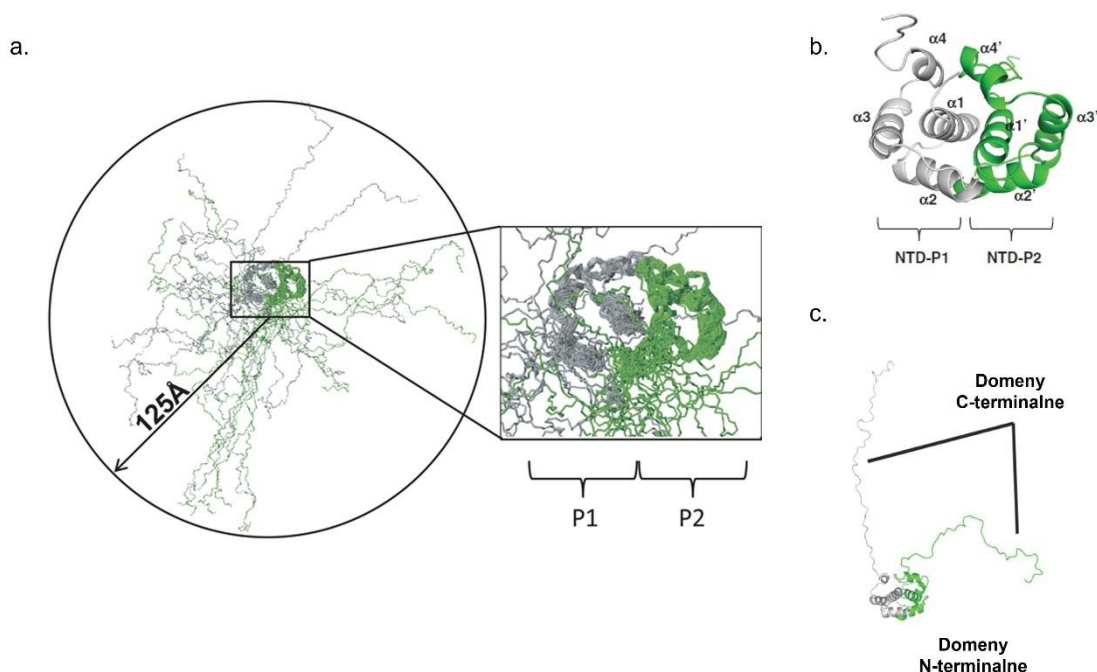 a.
125Å
P1
P2
b.
α4
α4'
α3
α1
α1'
α3'
α2
α2'
NTD-P1
NTD-P2
c.
Domeny
C-terminalne
Domeny
N-terminalne